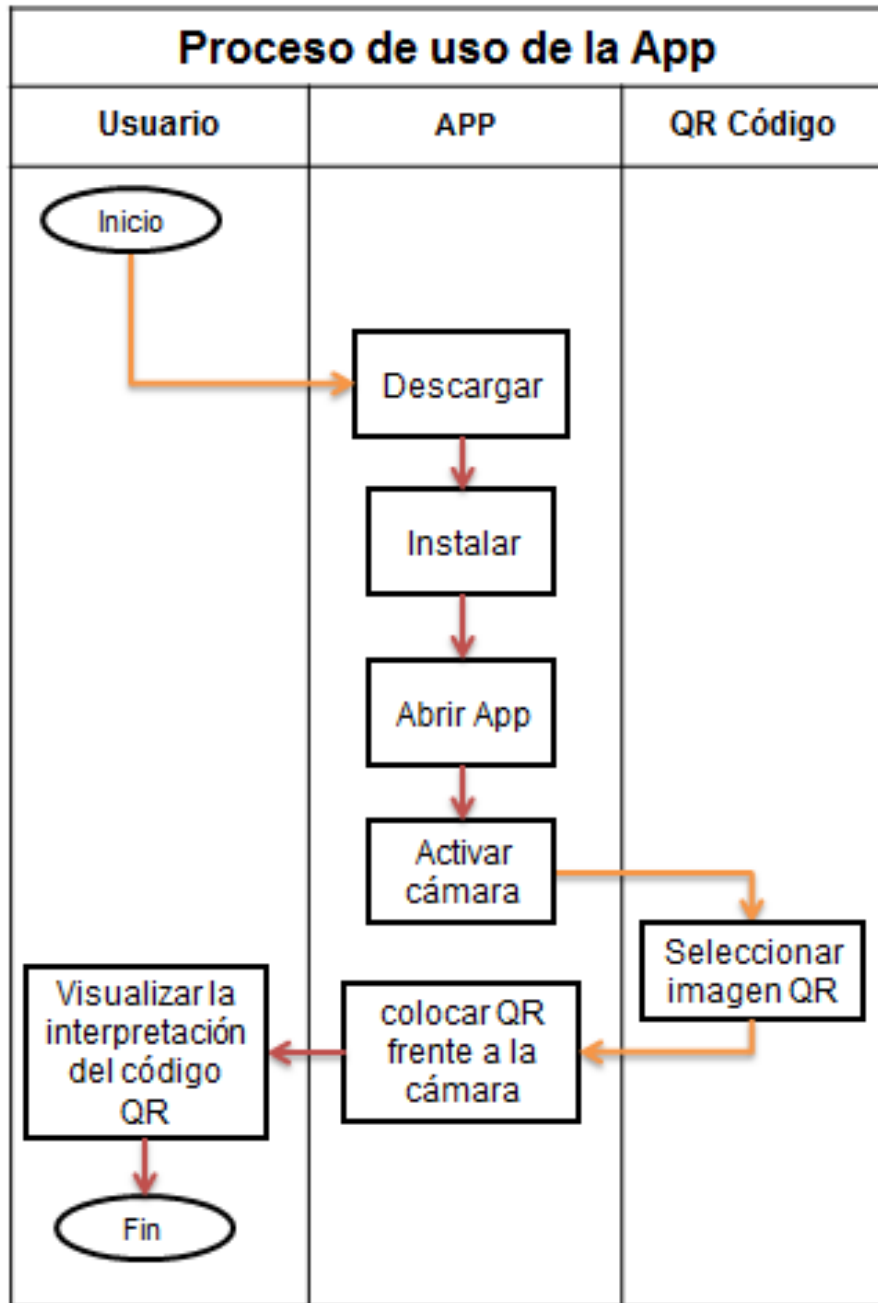 Proceso de uso de la App
Usuario
APP
QR Código
Inicio
Descargar
Instalar
Abrir App
Activar
cámara
Seleccionar
imagen QR
colocar QR
frente a la
cámara
Visualizar la
interpretación
del código
QR
Fin